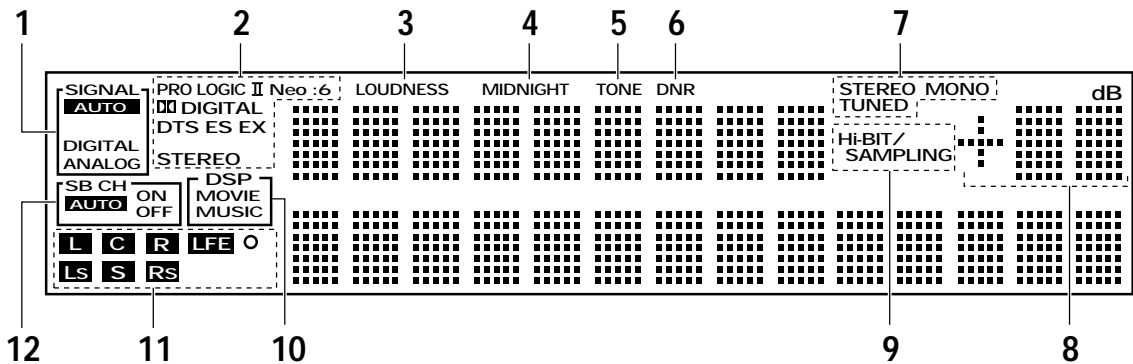 1 2 3 4 5 6 7
SIGNAL
AUTO
DIGITAL
ANALOG
PRO LOGIC II Neo :6
DIGITAL
DTS ES EX
STEREO
LOUDNESS MIDNIGHT TONE DNR
STEREO MONO
TUNED
dB
Hi-BIT/
SAMPLING
SB CH
AUTO
ON
OFF
DSP
MOVIE
MUSIC
L C R LFE
Ls S Rs
12 11 10 9 8